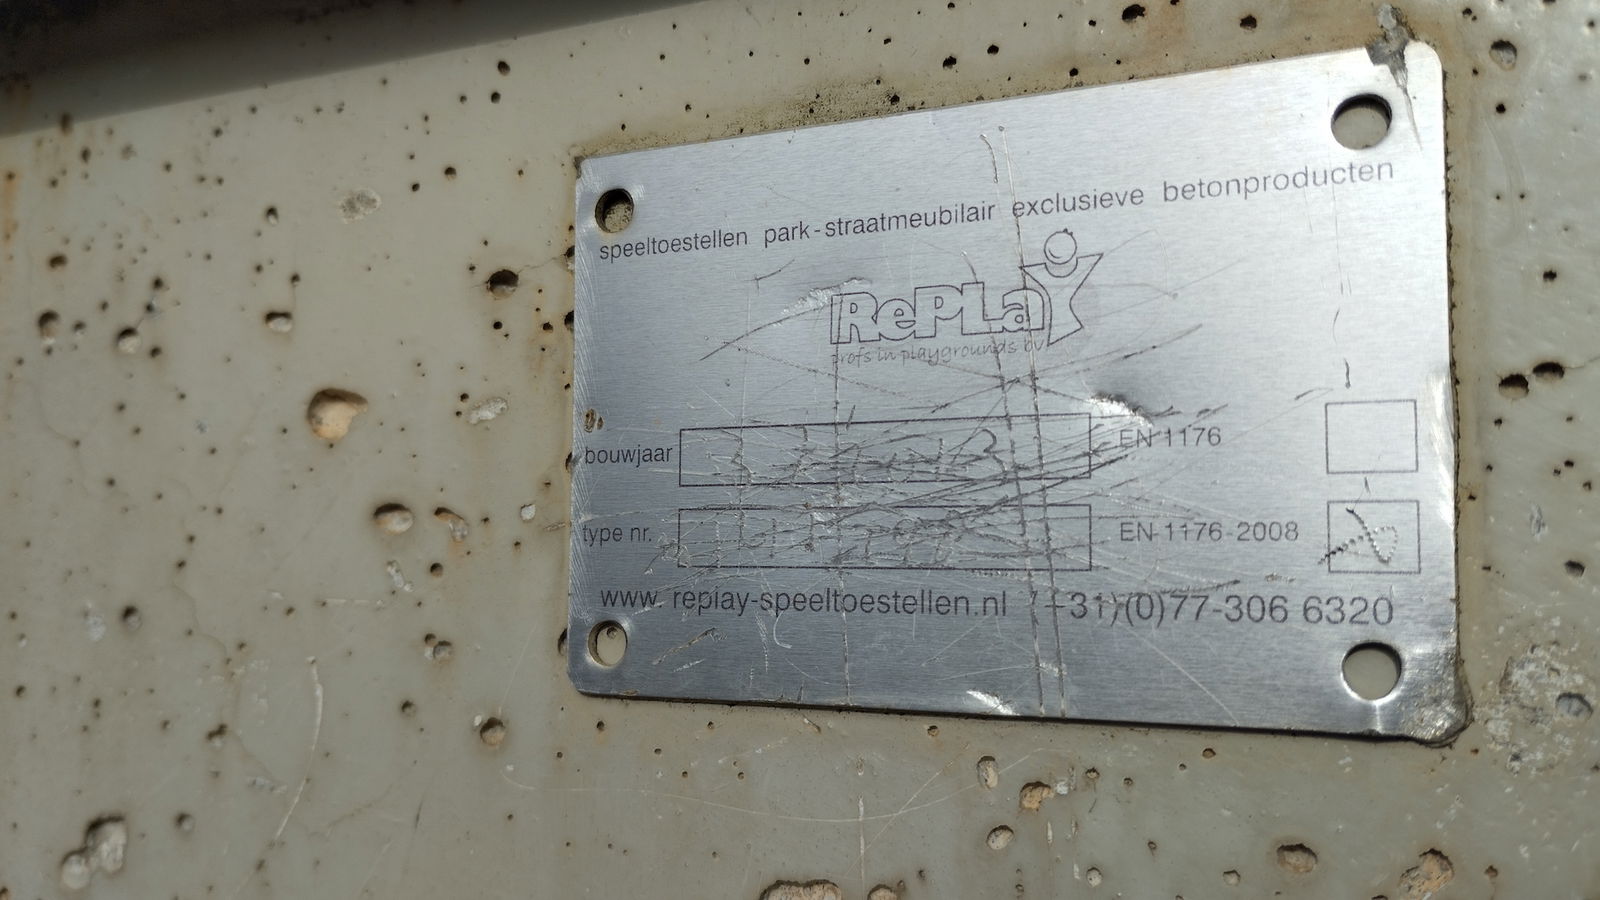 speeltoestellen park-straatmeubilair exclusieve betonproducten
RePLaY
profs in playgrounds bv
bouwjaar
EN 1176
type nr.
EN-1176-2008
www.replay-speeltoestellen.nl (+31)(0)77-306 6320